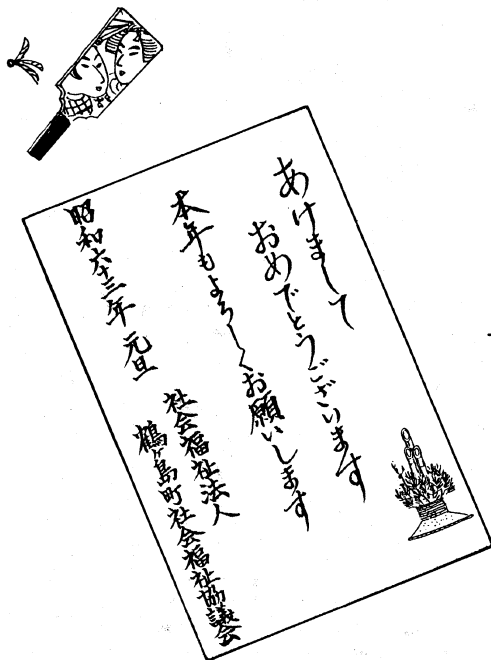 あけまして
おめでとうございます
本年もよろしくお願いします
昭和六十三年 元旦
社会福祉法人
鶴ヶ島町社会福祉協議会